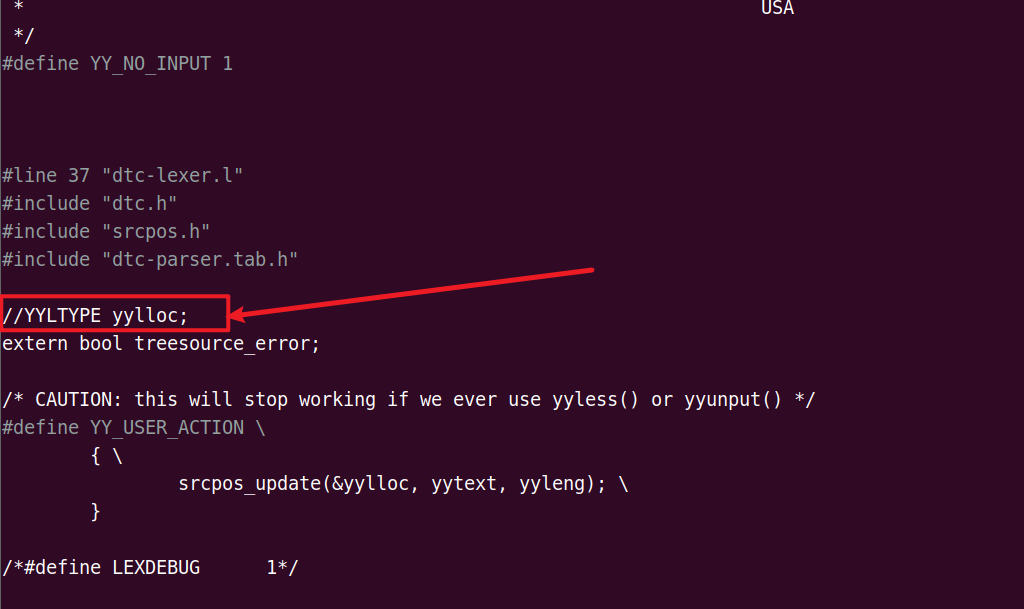 *                                                                   USA
 */
#define YY_NO_INPUT 1
#line 37 "dtc-lexer.l"
#include "dtc.h"
#include "srcpos.h"
#include "dtc-parser.tab.h"
//YYLTYPE yylloc;
extern bool treesource_error;
/* CAUTION: this will stop working if we ever use yyless() or yyunput() */
#define YY_USER_ACTION \
        { \
                srcpos_update(&yylloc, yytext, yyleng); \
        }
/*#define LEXDEBUG      1*/